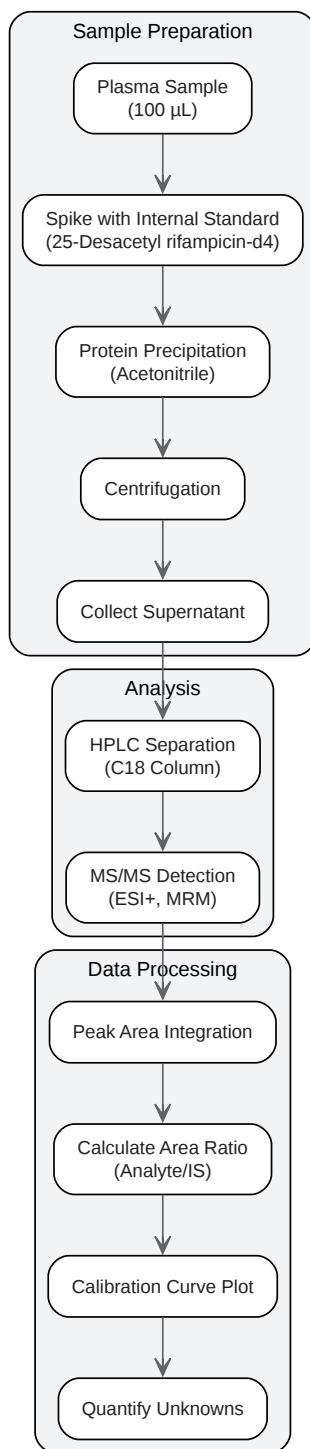 Sample Preparation
Plasma Sample
(100 µL)
Spike with Internal Standard
(25-Desacetyl rifampicin-d4)
Protein Precipitation
(Acetonitrile)
Centrifugation
Collect Supernatant
Analysis
HPLC Separation
(C18 Column)
MS/MS Detection
(ESI+, MRM)
Data Processing
Peak Area Integration
Calculate Area Ratio
(Analyte/IS)
Calibration Curve Plot
Quantify Unknowns